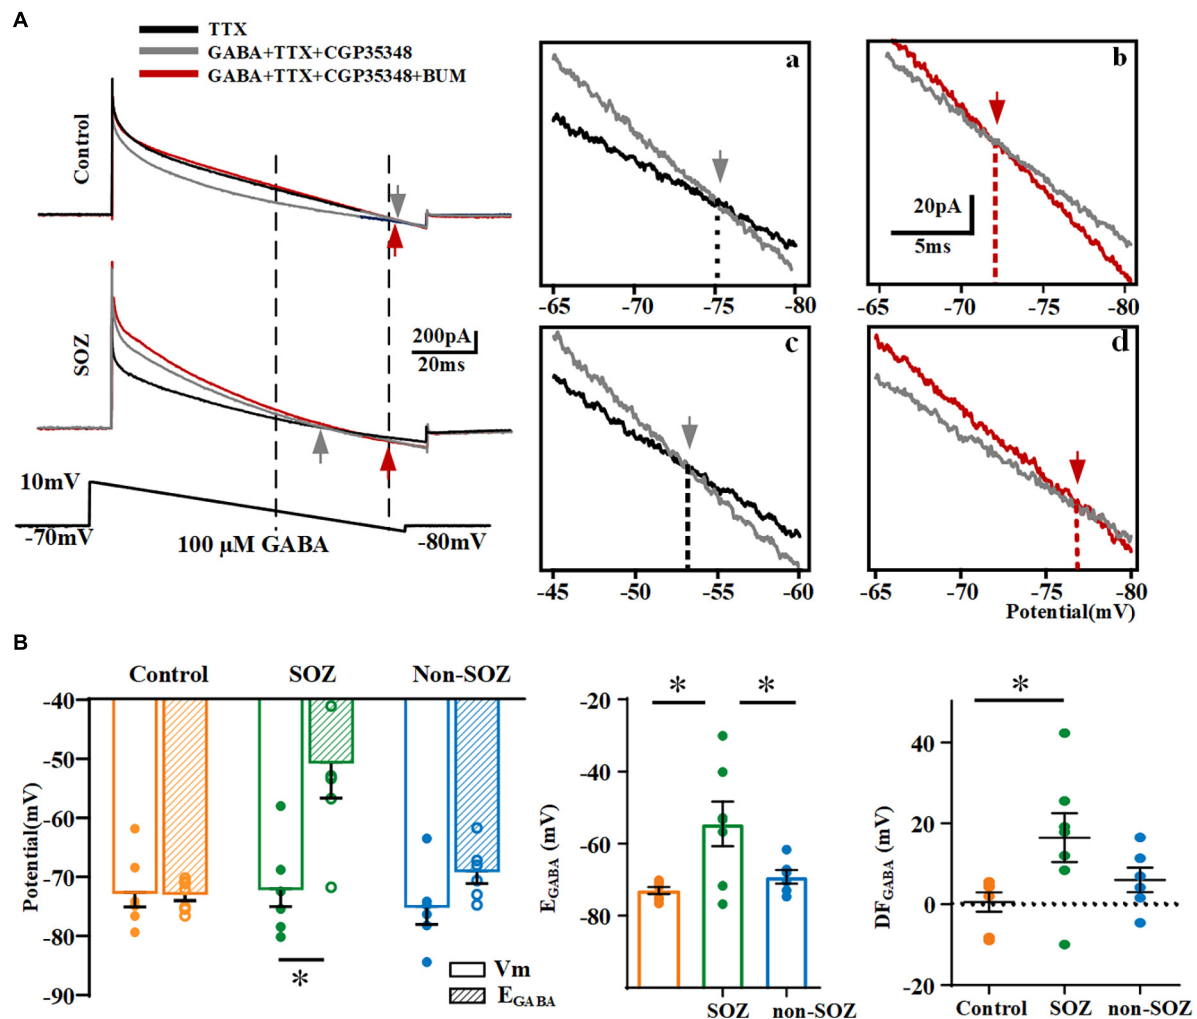 A
TTX
GABA+TTX+CGP35348
GABA+TTX+CGP35348+BUM
Control
SOZ
200pA
20ms
10mV
-70mV
-80mV
100 μM GABA
a
-65 -70 -75 -80
b
20pA
5ms
-65 -70 -75 -80
c
-45 -50 -55 -60
d
-65 -70 -75 -80
Potential(mV)
B
Control SOZ Non-SOZ
Potential(mV)
-40
-50
-60
-70
-80
-90
*
Vm
EGABA
EGABA (mV)
-20
-40
-60
-80
* *
SOZ non-SOZ
DFGABA (mV)
40
20
0
-20
*
Control SOZ non-SOZ